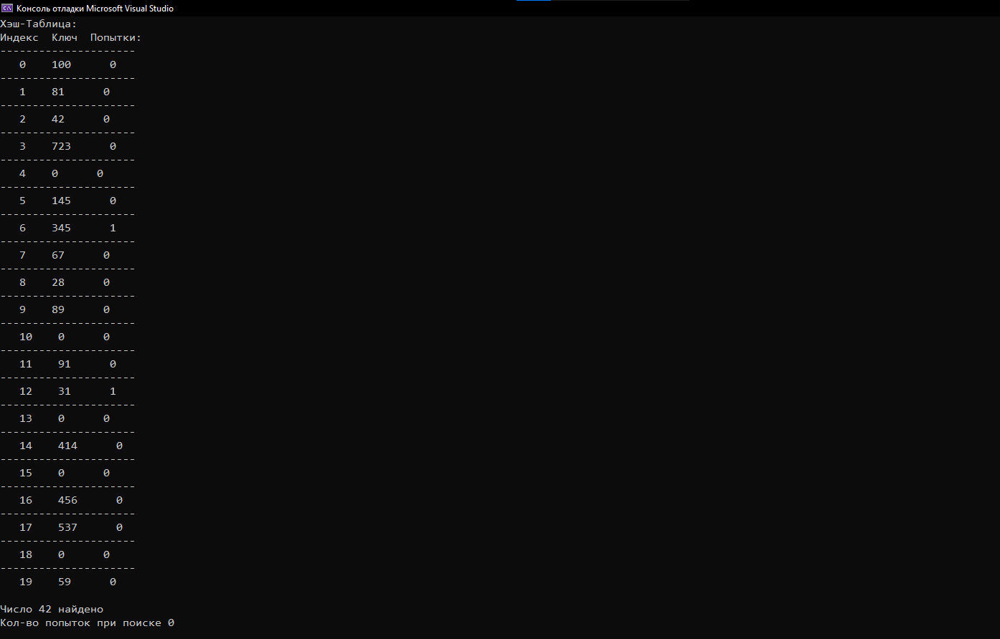 Консоль отладки Microsoft Visual Studio
Хэш-Таблица:
Индекс  Ключ  Попытки:
---------------------
   0    100      0
---------------------
   1    81      0
---------------------
   2    42      0
---------------------
   3    723      0
---------------------
   4    0      0
---------------------
   5    145      0
---------------------
   6    345      1
---------------------
   7    67      0
---------------------
   8    28      0
---------------------
   9    89      0
---------------------
   10    0      0
---------------------
   11    91      0
---------------------
   12    31      1
---------------------
   13    0      0
---------------------
   14    414      0
---------------------
   15    0      0
---------------------
   16    456      0
---------------------
   17    537      0
---------------------
   18    0      0
---------------------
   19    59      0
Число 42 найдено
Кол-во попыток при поиске 0